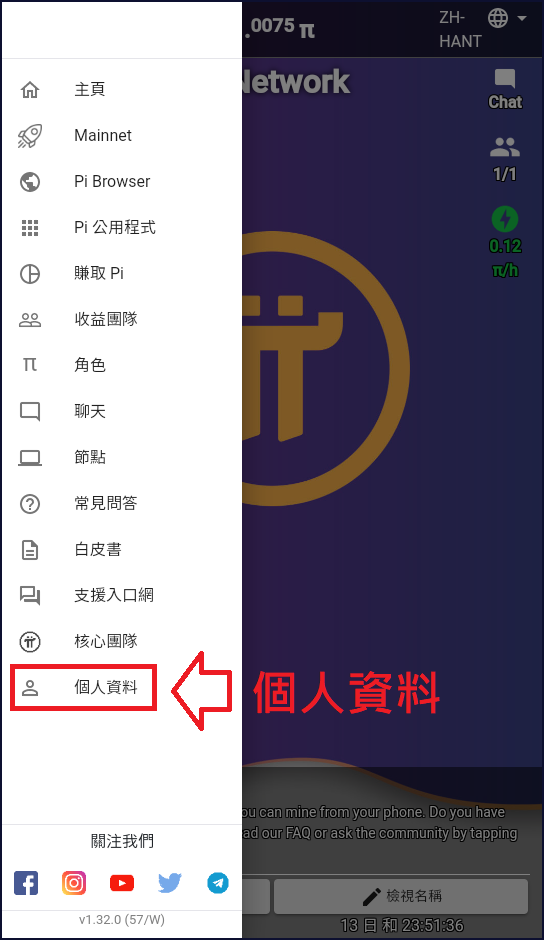 .0075 π
ZH-
HANT
Network
Chat
1/1
0.12
π/h
主頁
Mainnet
Pi Browser
Pi 公用程式
賺取 Pi
收益團隊
π 角色
聊天
節點
常見問答
白皮書
支援入口網
核心團隊
個人資料
個人資料
ou can mine from your phone. Do you have
ad our FAQ or ask the community by tapping
關注我們
檢視名稱
v1.32.0 (57/W)
13 日 和 23:51:36